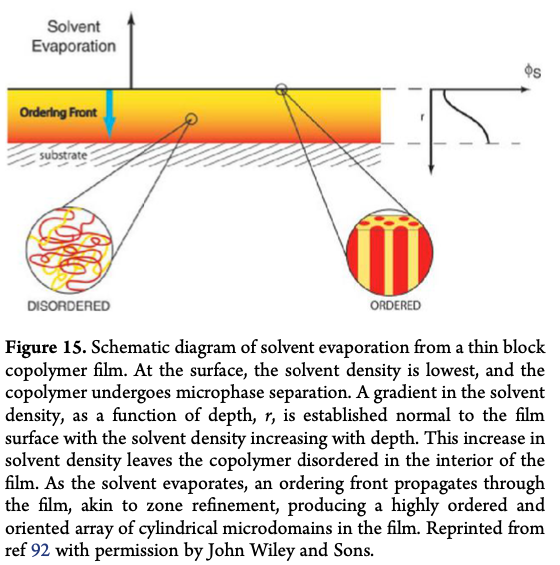 Solvent
Evaporation
ϕS
Ordering Front
r
substrate
DISORDERED
ORDERED
Figure 15. Schematic diagram of solvent evaporation from a thin block
copolymer film. At the surface, the solvent density is lowest, and the
copolymer undergoes microphase separation. A gradient in the solvent
density, as a function of depth, r, is established normal to the film
surface with the solvent density increasing with depth. This increase in
solvent density leaves the copolymer disordered in the interior of the
film. As the solvent evaporates, an ordering front propagates through
the film, akin to zone refinement, producing a highly ordered and
oriented array of cylindrical microdomains in the film. Reprinted from
ref 92 with permission by John Wiley and Sons.